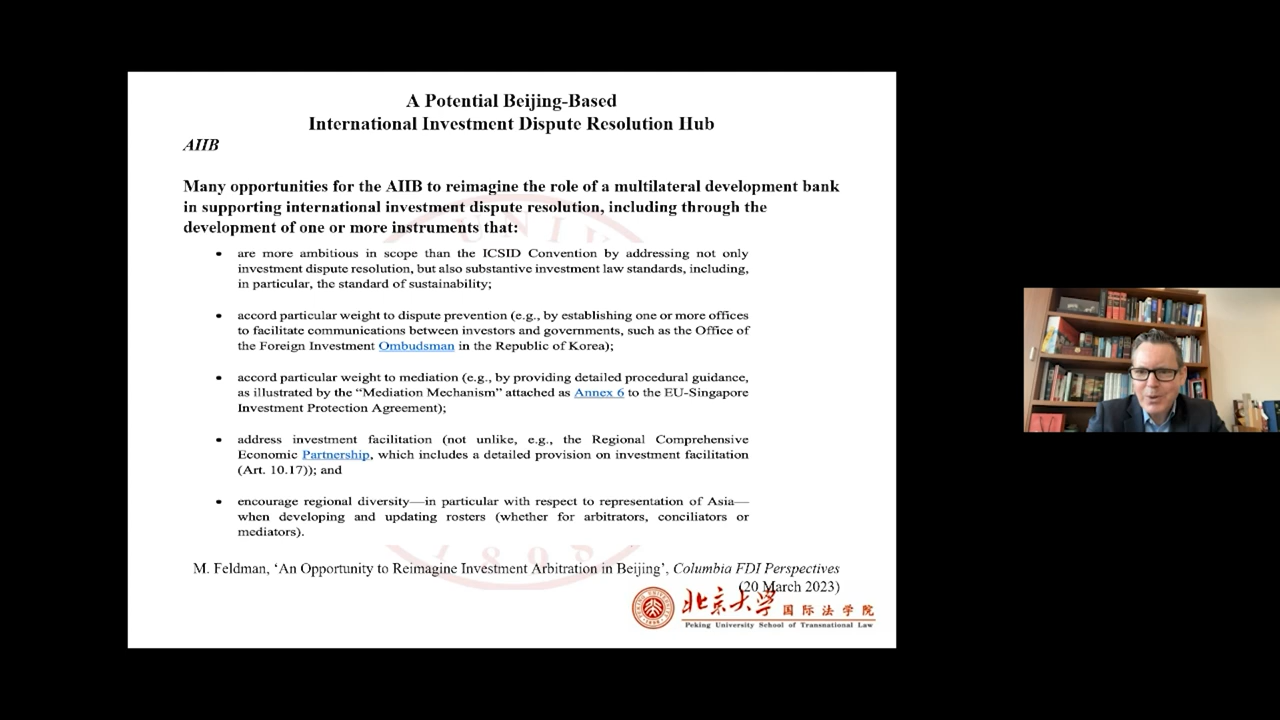 A Potential Beijing-Based
International Investment Dispute Resolution Hub
AIIB
Many opportunities for the AIIB to reimagine the role of a multilateral development bank
in supporting international investment dispute resolution, including through the
development of one or more instruments that:
• are more ambitious in scope than the ICSID Convention by addressing not only
investment dispute resolution, but also substantive investment law standards, including,
in particular, the standard of sustainability;
• accord particular weight to dispute prevention (e.g., by establishing one or more offices
to facilitate communications between investors and governments, such as the Office of
the Foreign Investment Ombudsman in the Republic of Korea);
• accord particular weight to mediation (e.g., by providing detailed procedural guidance,
as illustrated by the “Mediation Mechanism” attached as Annex 6 to the EU-Singapore
Investment Protection Agreement);
• address investment facilitation (not unlike, e.g., the Regional Comprehensive
Economic Partnership, which includes a detailed provision on investment facilitation
(Art. 10.17)); and
• encourage regional diversity—in particular with respect to representation of Asia—
when developing and updating rosters (whether for arbitrators, conciliators or
mediators).
M. Feldman, ‘An Opportunity to Reimagine Investment Arbitration in Beijing’, Columbia FDI Perspectives
(20 March 2023)
北京大学 国际法学院
Peking University School of Transnational Law
UNIV
1898